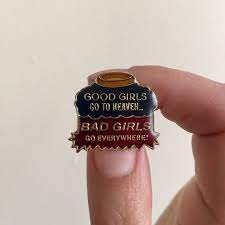 GOOD GIRLS
GO TO HEAVEN...
BAD GIRLS
GO EVERYWHERE!